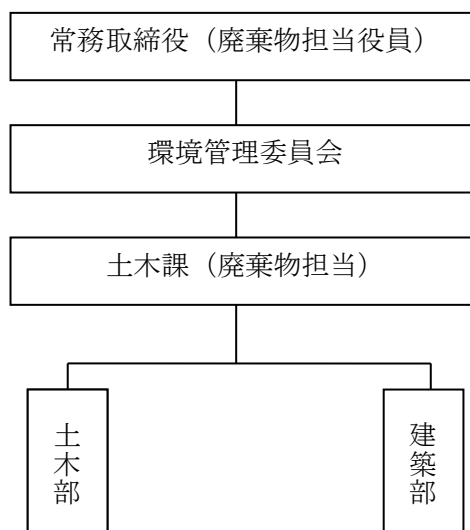 常務取締役（廃棄物担当役員）
環境管理委員会
土木課（廃棄物担当）
土木部
建築部